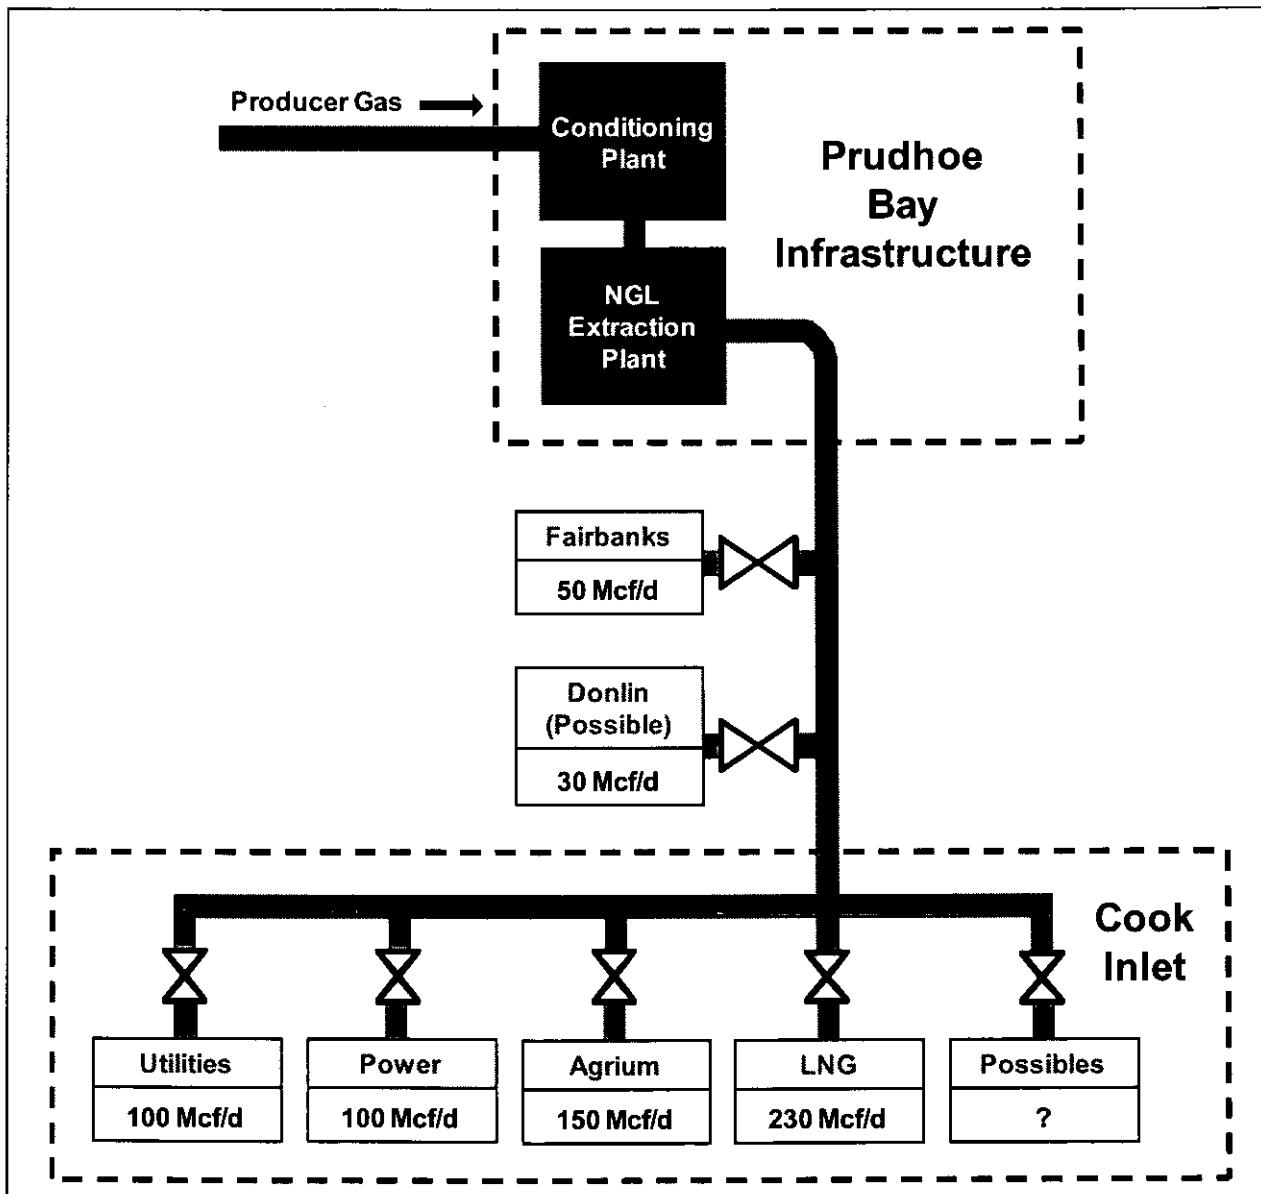 Producer Gas
Conditioning
Plant
Prudhoe
Bay
Infrastructure
NGL
Extraction
Plant
Fairbanks
50 Mcf/d
Donlin
(Possible)
30 Mcf/d
Cook
Inlet
Utilities
100 Mcf/d
Power
100 Mcf/d
Agrium
150 Mcf/d
LNG
230 Mcf/d
Possibles
?